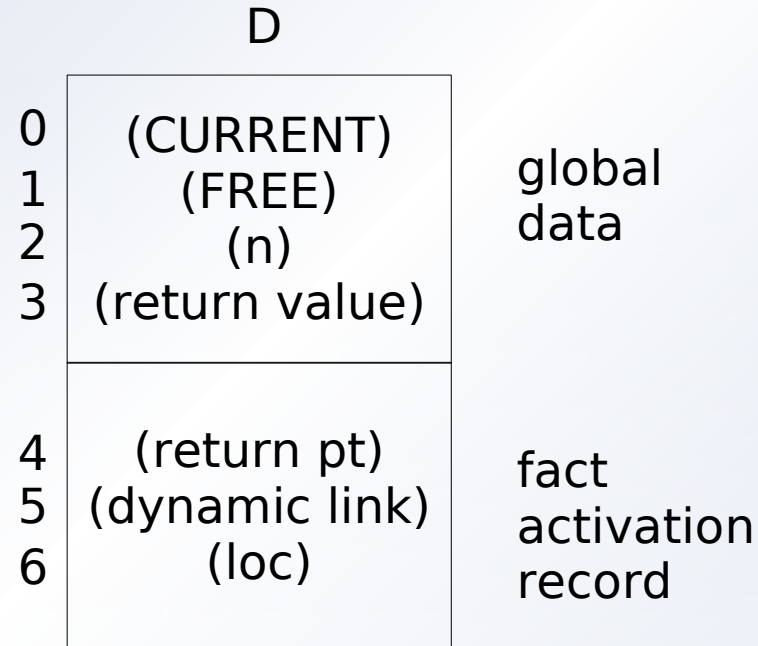 D
0 (CURRENT)
1 (FREE)
2 (n)
3 (return value)
global
data
4 (return pt)
5 (dynamic link)
6 (loc)
fact
activation
record